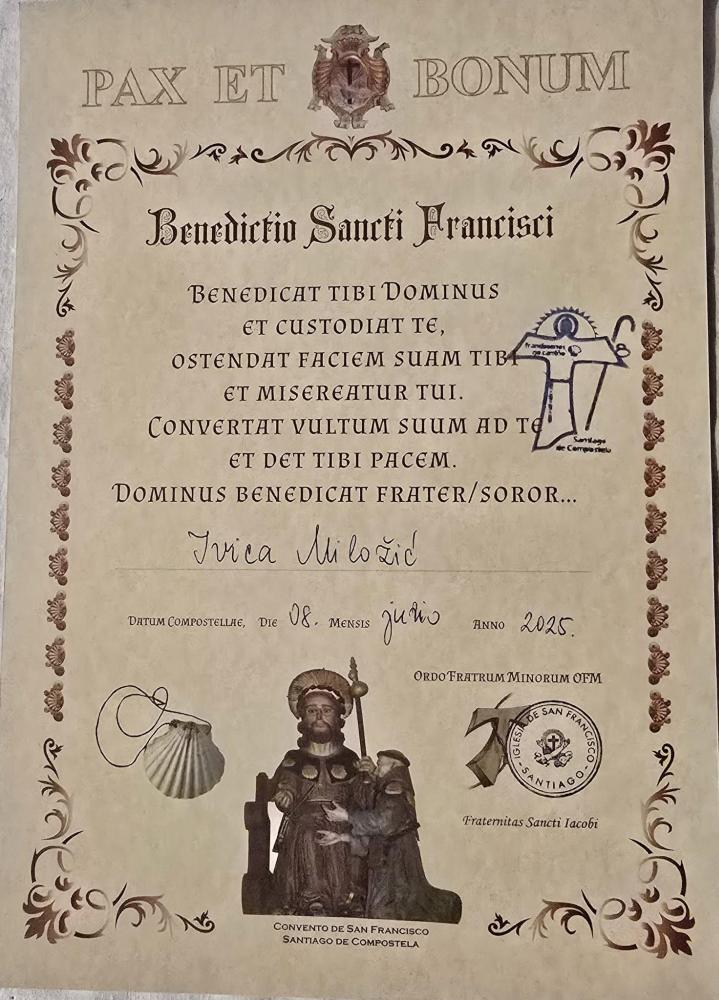 PAX ET BONUM
Benedictio Sancti Francisci
BENEDICAT TIBI DOMINUS
ET CUSTODIAT TE,
OSTENDAT FACIEM SUAM TIBI
ET MISEREATUR TUI.
CONVERTAT VULTUM SUUM AD TE
ET DET TIBI PACEM.
DOMINUS BENEDICAT FRATER/SOROR...
Santiago
de Compostela
Ivica Miložić
DATUM COMPOSTELLAE, DIE 08. MENSIS julio ANNO 2025.
ORDO FRATRUM MINORUM OFM
IGLESIA DE SAN FRANCISCO
- SANTIAGO -
Fraternitas Sancti Iacobi
CONVENTO DE SAN FRANCISCO
SANTIAGO DE COMPOSTELA